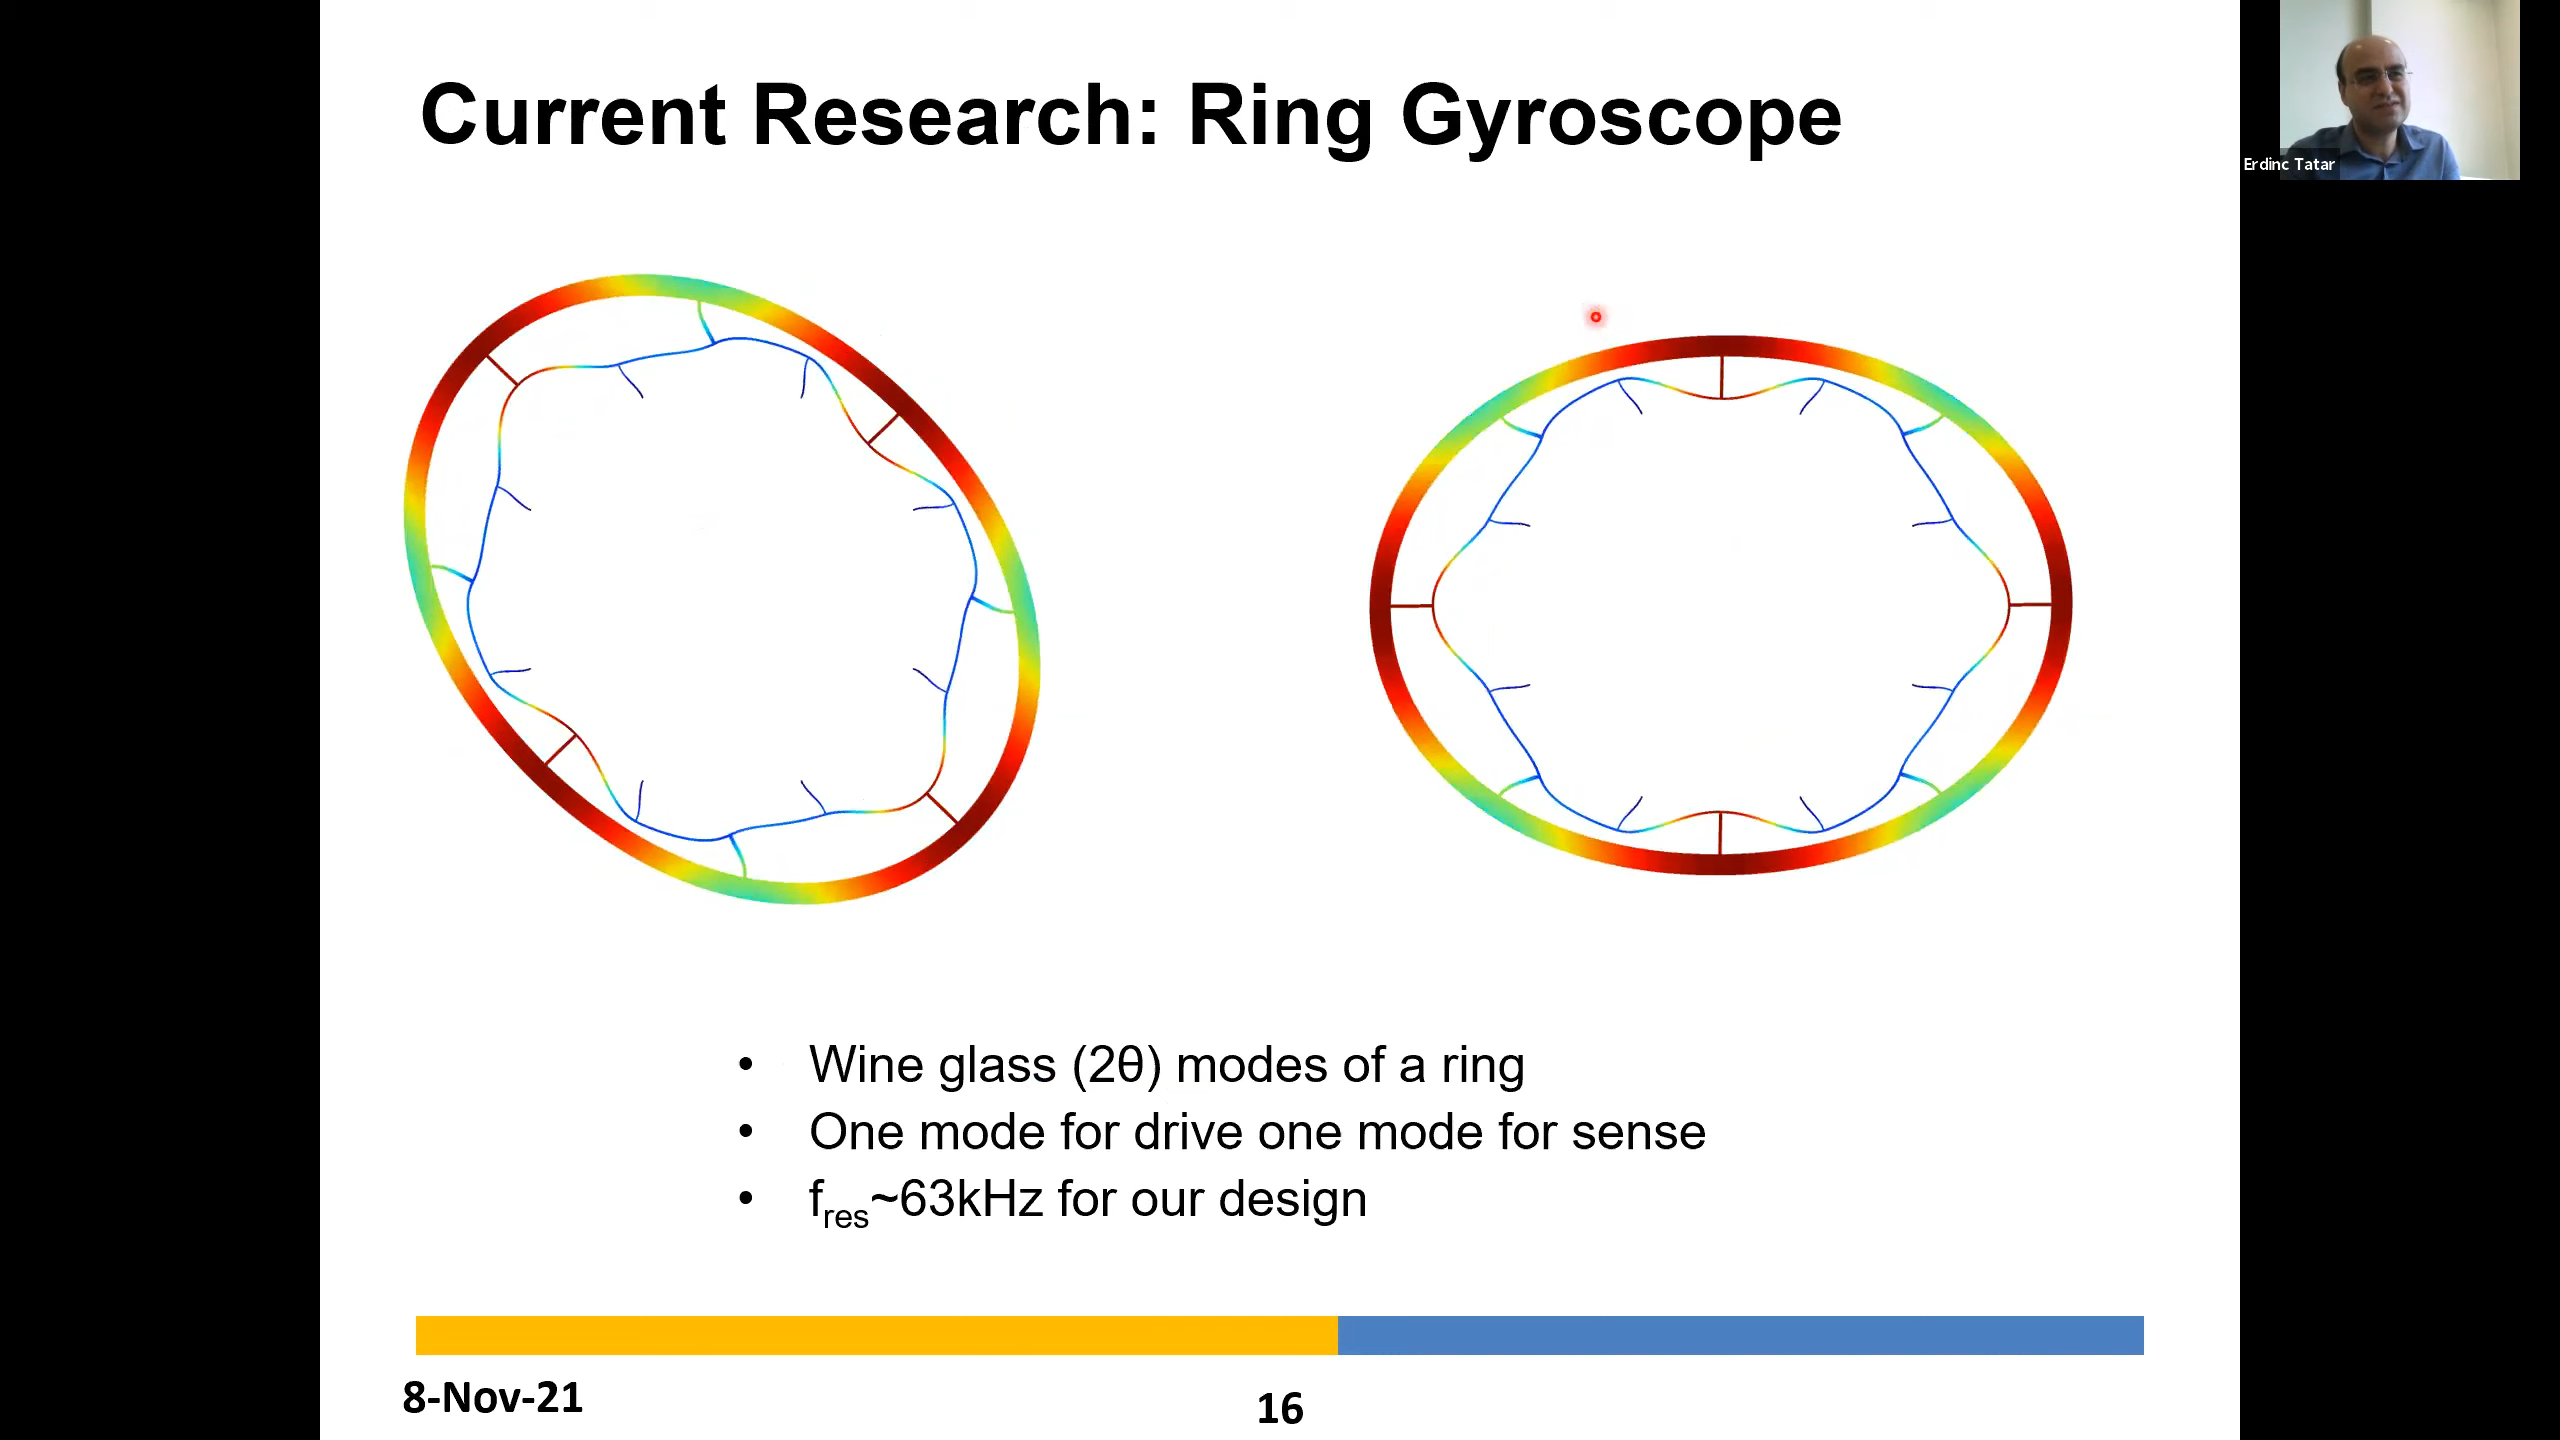 Current Research: Ring Gyroscope
Erdinc Tatar
• Wine glass (2θ) modes of a ring
• One mode for drive one mode for sense
• fres~63kHz for our design
8-Nov-21
16